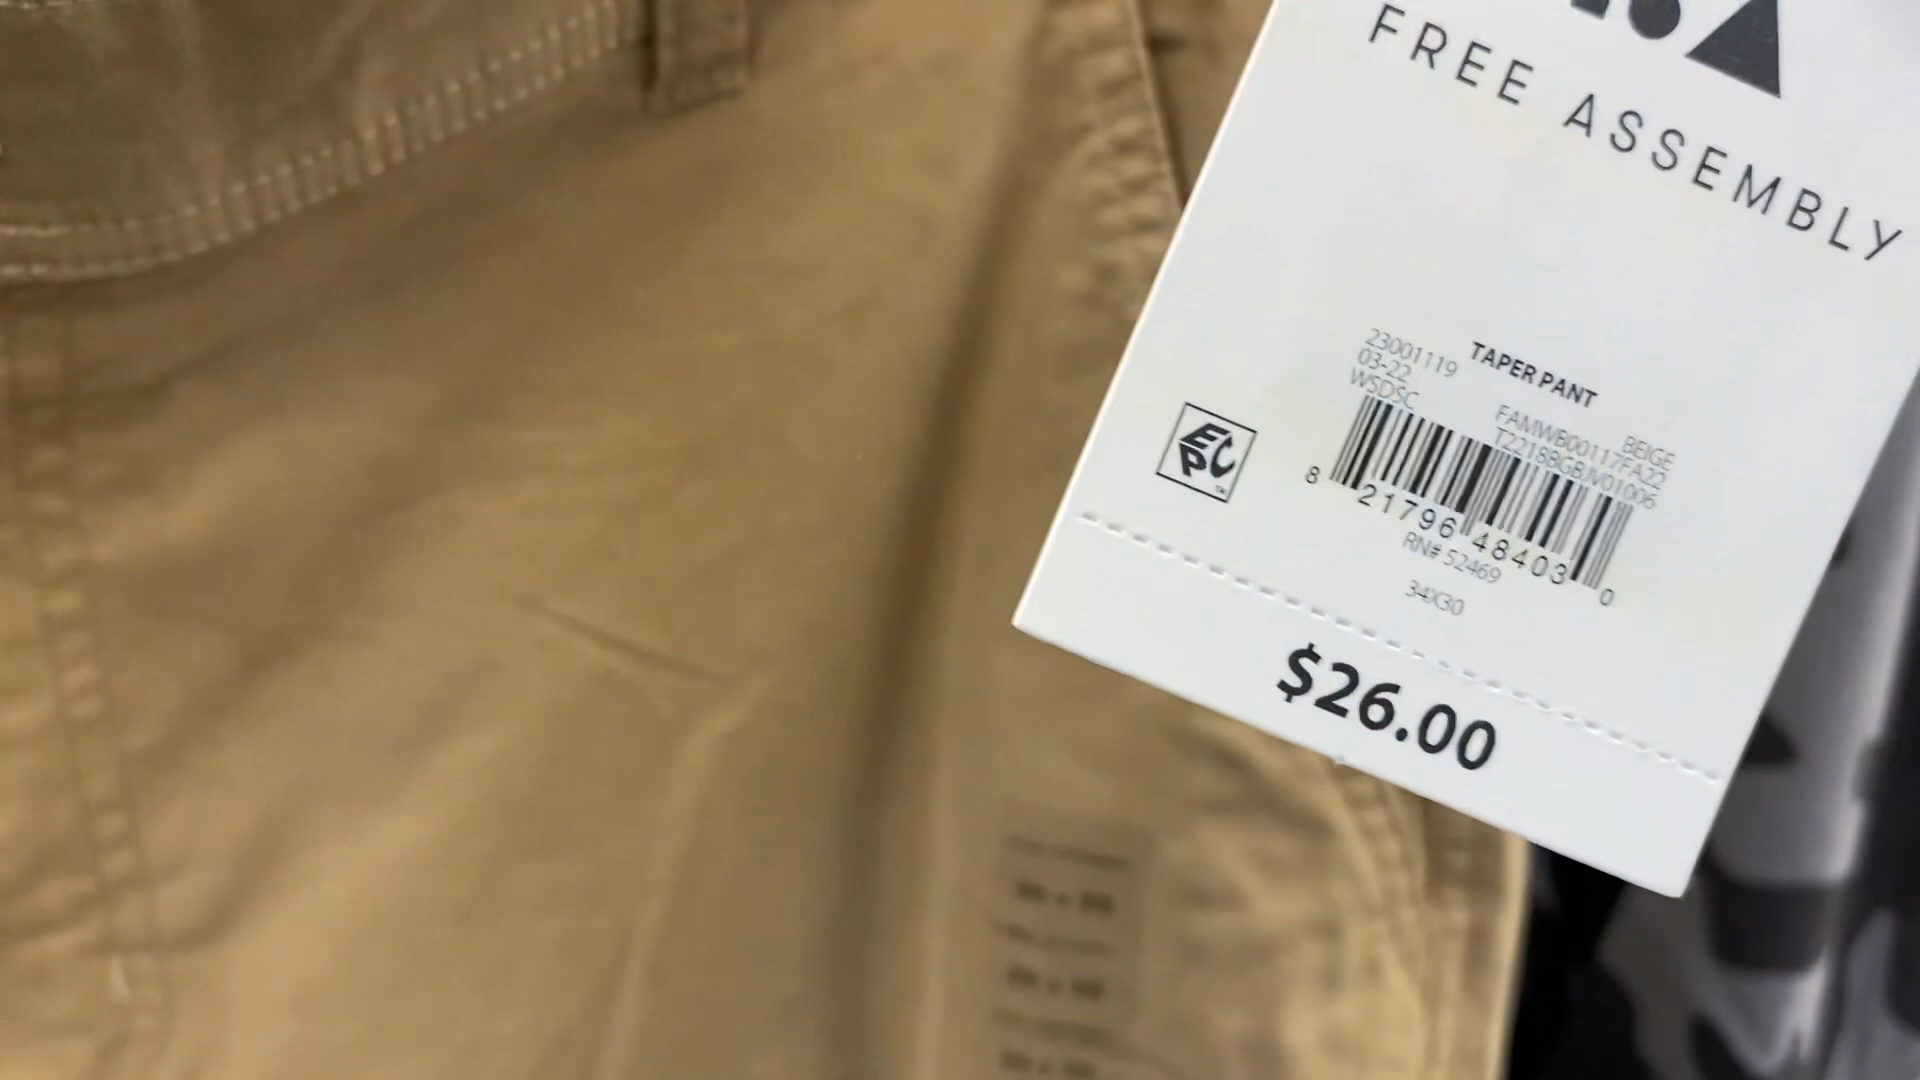 FREE ASSEMBLY
23001119
TAPER PANT
03-22
WSDSC
BEIGE
FAMWB00117FA22
T2218BGBJV01006
EPC
8 21796 48403 0
RN# 52469
34X30
$26.00